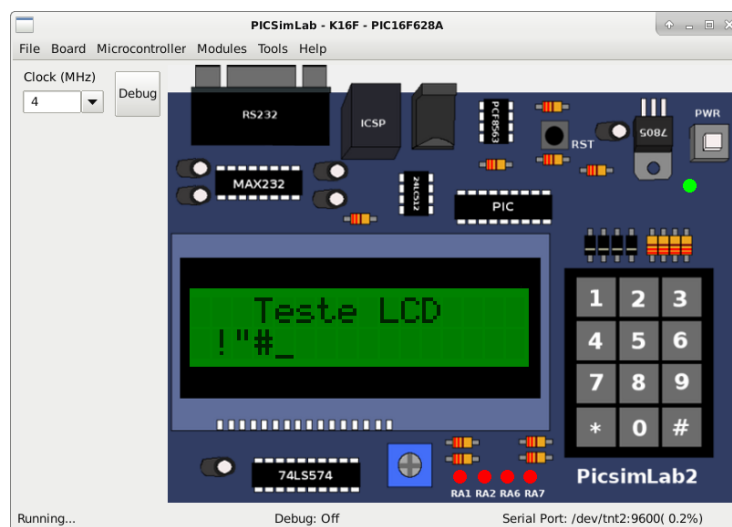 PICSimLab - K16F - PIC16F628A
File Board Microcontroller Modules Tools Help
Clock (MHz)
4
Debug
RS232
ICSP
PCF8563
RST
7805
PWR
MAX232
24LC512
PIC
Teste LCD
!"#_
1 2 3
4 5 6
7 8 9
* 0 #
74LS574
RA1 RA2 RA6 RA7
PicsimLab2
Running...
Debug: Off
Serial Port: /dev/tnt2:9600( 0.2%)